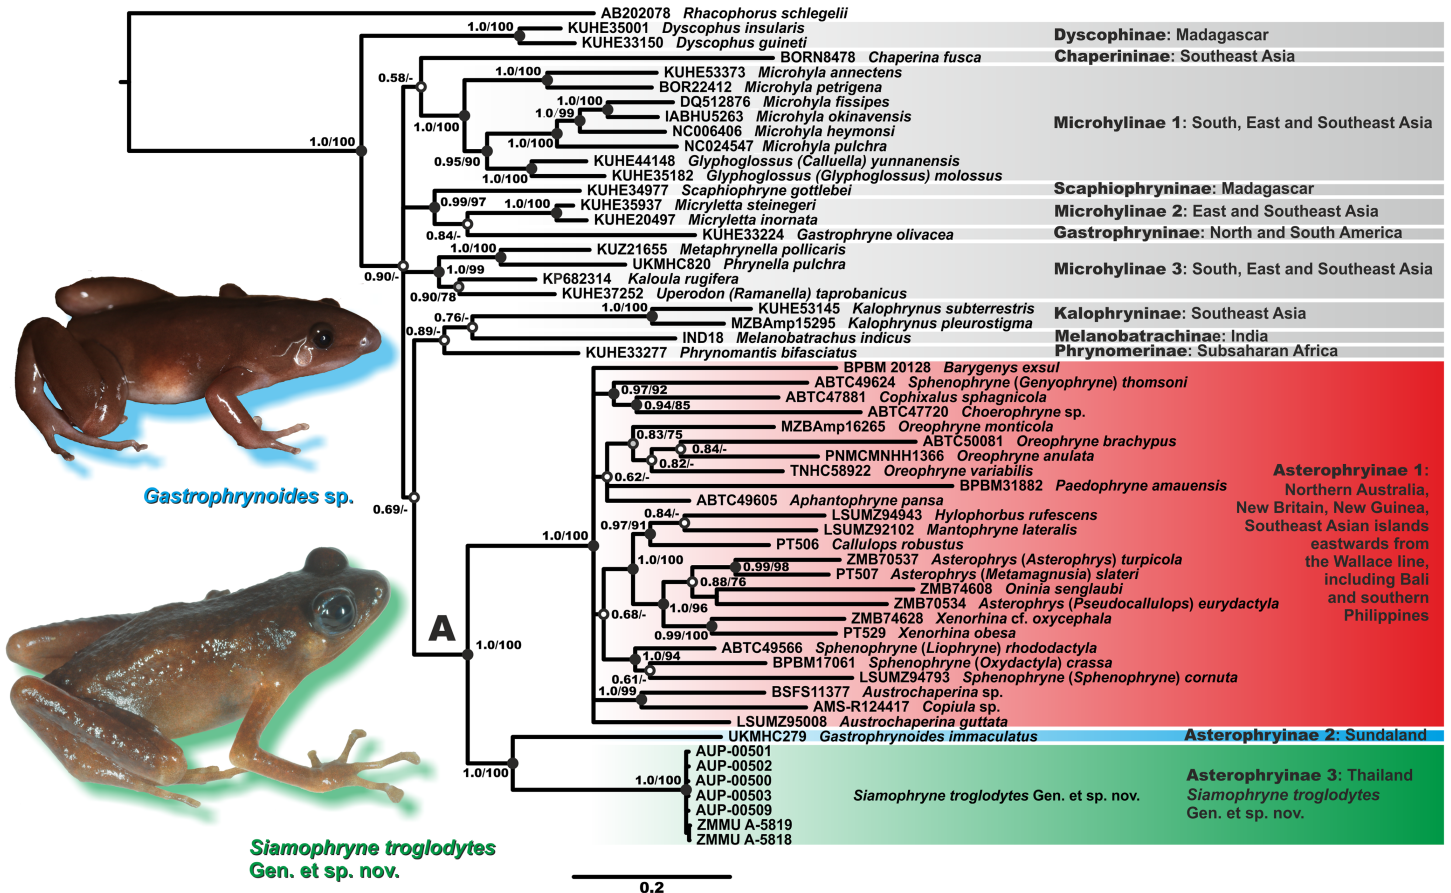 AB202078 Rhacophorus schlegelii
1.0/100 KUHE35001 Dyscophus insularis
KUHE33150 Dyscophus guineti
Dyscophinae: Madagascar
BORN8478 Chaperina fusca
Chaperininae: Southeast Asia
0.58/-
1.0/100 KUHE53373 Microhyla annectens
BOR22412 Microhyla petrigena
1.0/100 DQ512876 Microhyla fissipes
1.0/99 IABHU5263 Microhyla okinavensis
1.0/100 NC006406 Microhyla heymonsi
Microhylinae 1: South, East and Southeast Asia
1.0/100 1.0/100 NC024547 Microhyla pulchra
0.95/90 KUHE44148 Glyphoglossus (Calluella) yunnanensis
1.0/100 KUHE35182 Glyphoglossus (Glyphoglossus) molossus
KUHE34977 Scaphiophryne gottlebei
Scaphiophryninae: Madagascar
0.99/97 1.0/100 KUHE35937 Micryletta steinegeri
KUHE20497 Micryletta inornata
Microhylinae 2: East and Southeast Asia
0.84/- KUHE33224 Gastrophryne olivacea
Gastrophryninae: North and South America
1.0/100 KUZ21655 Metaphrynella pollicaris
UKMHC820 Phrynella pulchra
Microhylinae 3: South, East and Southeast Asia
0.90/- 1.0/99 KP682314 Kaloula rugifera
0.90/78 KUHE37252 Uperodon (Ramanella) taprobanicus
1.0/100 KUHE53145 Kalophrynus subterrestris
Kalophryninae: Southeast Asia
0.76/- MZBAmp15295 Kalophrynus pleurostigma
0.89/- IND18 Melanobatrachus indicus
Melanobatrachinae: India
KUHE33277 Phrynomantis bifasciatus
Phrynomerinae: Subsaharan Africa
BPBM 20128 Barygenys exsul
0.97/92 ABTC49624 Sphenophryne (Genyophryne) thomsoni
ABTC47881 Cophixalus sphagnicola
0.94/85 ABTC47720 Choerophryne sp.
0.83/75 MZBAmp16265 Oreophryne monticola
ABTC50081 Oreophryne brachypus
0.84/- PNMCMNHH1366 Oreophryne anulata
0.82/- TNHC58922 Oreophryne variabilis
0.62/- BPBM31882 Paedophryne amauensis
ABTC49605 Aphantophryne pansa
Asterophryinae 1:
Northern Australia,
New Britain, New Guinea,
Southeast Asian islands
eastwards from
the Wallace line,
including Bali
and southern
Philippines
Gastrophrynoides sp.
0.69/-
0.84/- LSUMZ94943 Hylophorbus rufescens
0.97/91 LSUMZ92102 Mantophryne lateralis
1.0/100 PT506 Callulops robustus
1.0/100 ZMB70537 Asterophrys (Asterophrys) turpicola
0.99/98 PT507 Asterophrys (Metamagnusia) slateri
0.88/76 ZMB74608 Oninia senglaubi
1.0/96 ZMB70534 Asterophrys (Pseudocallulops) eurydactyla
0.68/- ZMB74628 Xenorhina cf. oxycephala
0.99/100 PT529 Xenorhina obesa
A
1.0/100
ABTC49566 Sphenophryne (Liophryne) rhododactyla
1.0/94 BPBM17061 Sphenophryne (Oxydactyla) crassa
0.61/- LSUMZ94793 Sphenophryne (Sphenophryne) cornuta
1.0/99 BSFS11377 Austrochaperina sp.
AMS-R124417 Copiula sp.
LSUMZ95008 Austrochaperina guttata
UKMHC279 Gastrophrynoides immaculatus
Asterophryinae 2: Sundaland
1.0/100
1.0/100
AUP-00501
AUP-00502
AUP-00500
AUP-00503
AUP-00509
ZMMU A-5819
ZMMU A-5818
Siamophryne troglodytes Gen. et sp. nov.
Asterophryinae 3: Thailand
Siamophryne troglodytes
Gen. et sp. nov.
Siamophryne troglodytes
Gen. et sp. nov.
0.2